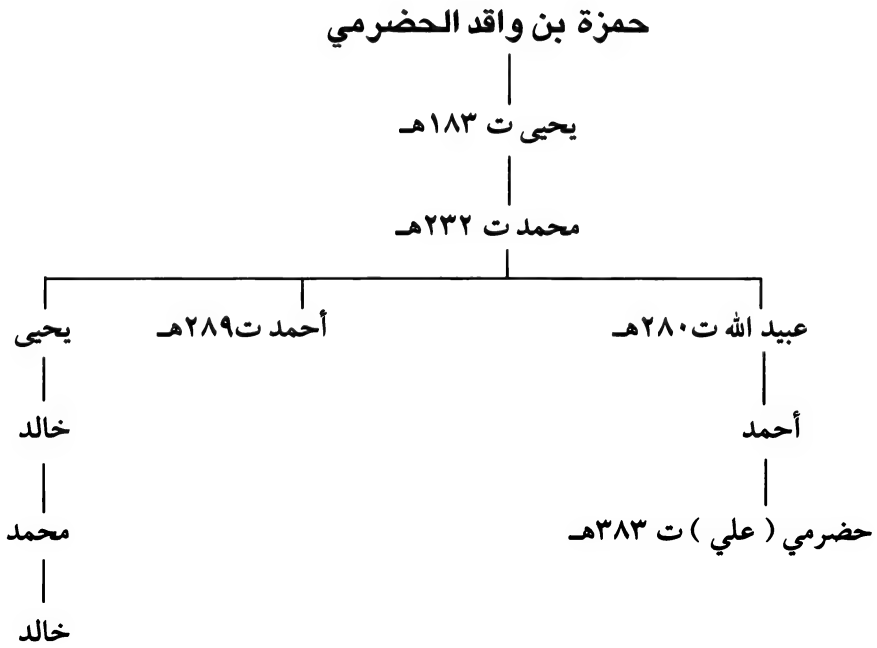 حمزة بن واقد الحضرمي
يحيى ت ١٨٣هـ
محمد ت ٢٣٢هـ
عبيد الله ت٢٨٠هـ أحمد ت٢٨٩هـ يحيى
أحمد خالد
حضرمي ( علي ) ت ٣٨٣هـ محمد
خالد